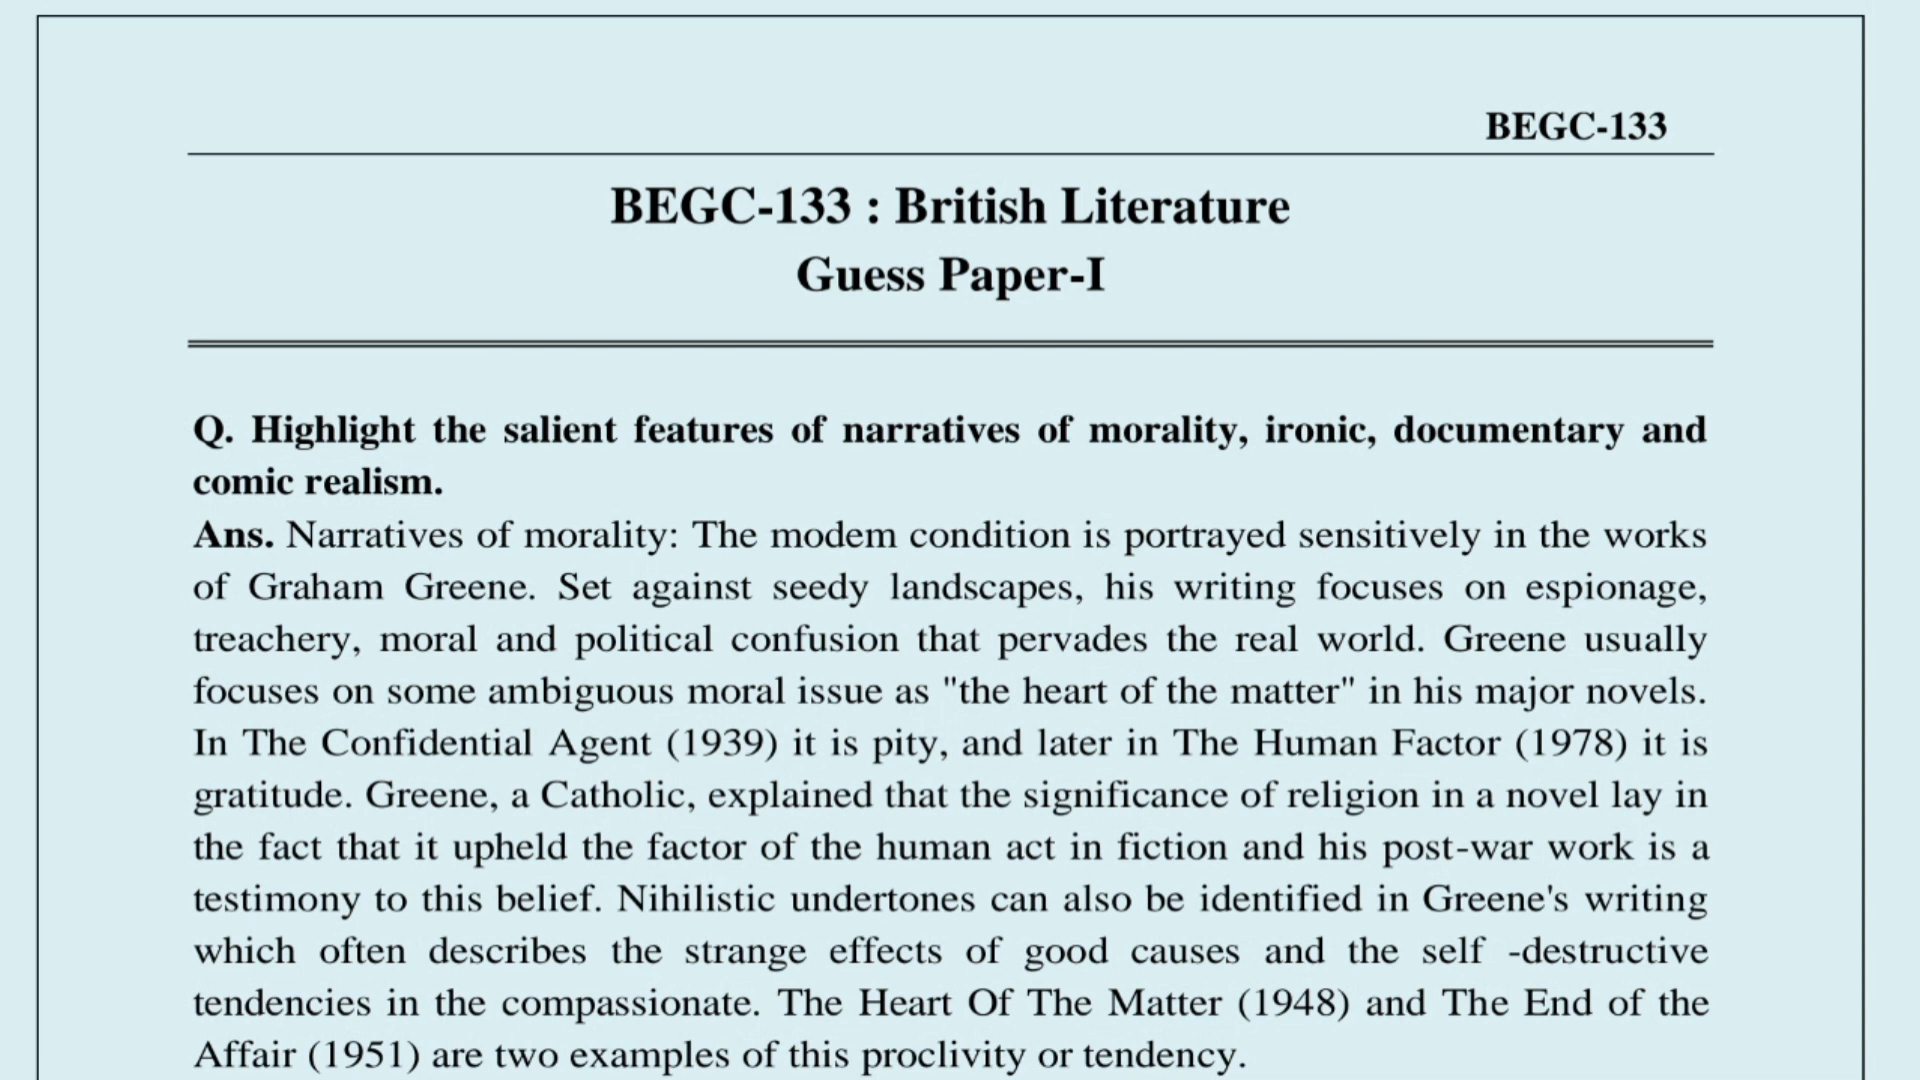 BEGC-133
BEGC-133 : British Literature
Guess Paper-I
Q. Highlight the salient features of narratives of morality, ironic, documentary and
comic realism.
Ans. Narratives of morality: The modem condition is portrayed sensitively in the works
of Graham Greene. Set against seedy landscapes, his writing focuses on espionage,
treachery, moral and political confusion that pervades the real world. Greene usually
focuses on some ambiguous moral issue as "the heart of the matter" in his major novels.
In The Confidential Agent (1939) it is pity, and later in The Human Factor (1978) it is
gratitude. Greene, a Catholic, explained that the significance of religion in a novel lay in
the fact that it upheld the factor of the human act in fiction and his post-war work is a
testimony to this belief. Nihilistic undertones can also be identified in Greene's writing
which often describes the strange effects of good causes and the self -destructive
tendencies in the compassionate. The Heart Of The Matter (1948) and The End of the
Affair (1951) are two examples of this proclivity or tendency.